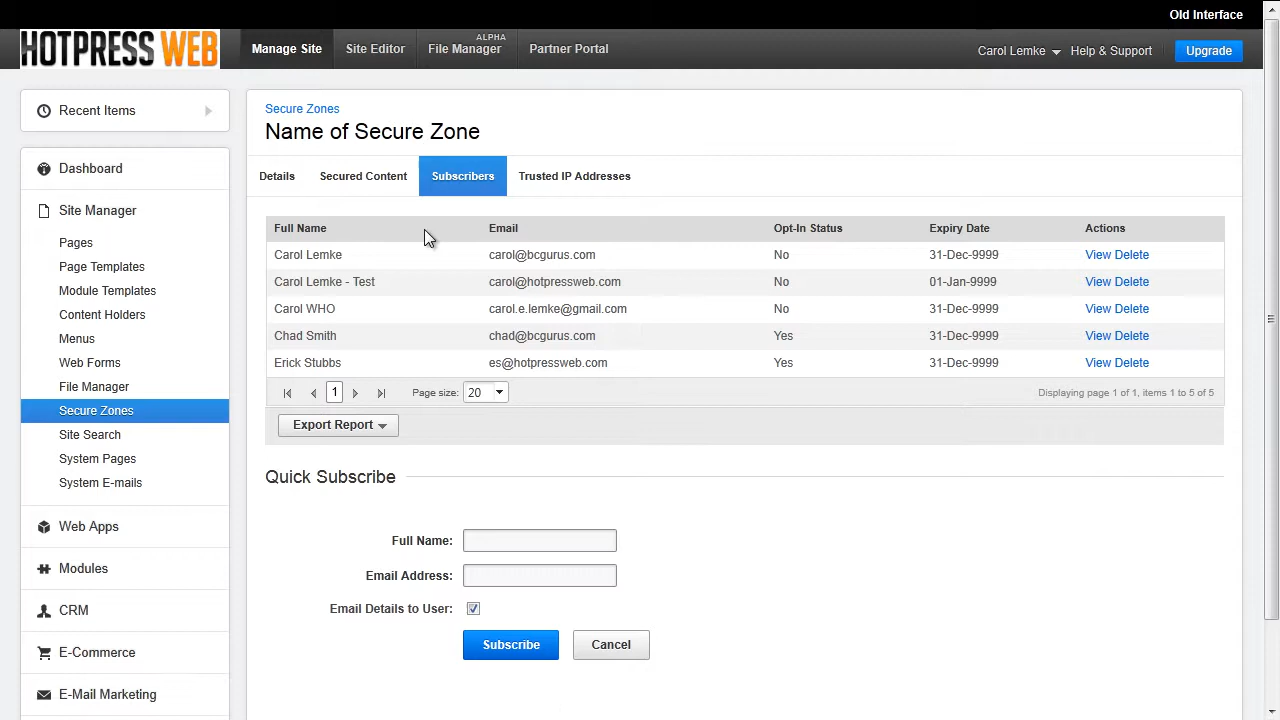 Old Interface
HOTPRESS WEB
Manage Site
Site Editor
ALPHA
File Manager
Partner Portal
Carol Lemke
Help & Support
Upgrade
Recent Items
Dashboard
Site Manager
Pages
Page Templates
Module Templates
Content Holders
Menus
Web Forms
File Manager
Secure Zones
Site Search
System Pages
System E-mails
Web Apps
Modules
CRM
E-Commerce
E-Mail Marketing
Secure Zones
Name of Secure Zone
Details Secured Content Subscribers Trusted IP Addresses
Full Name Email Opt-In Status Expiry Date Actions
Carol Lemke carol@bcgurus.com No 31-Dec-9999 View Delete
Carol Lemke - Test carol@hotpressweb.com No 01-Jan-9999 View Delete
Carol WHO carol.e.lemke@gmail.com No 31-Dec-9999 View Delete
Chad Smith chad@bcgurus.com Yes 31-Dec-9999 View Delete
Erick Stubbs es@hotpressweb.com Yes 31-Dec-9999 View Delete
1 Page size: 20 Displaying page 1 of 1, items 1 to 5 of 5
Export Report
Quick Subscribe
Full Name:
Email Address:
Email Details to User:
Subscribe Cancel